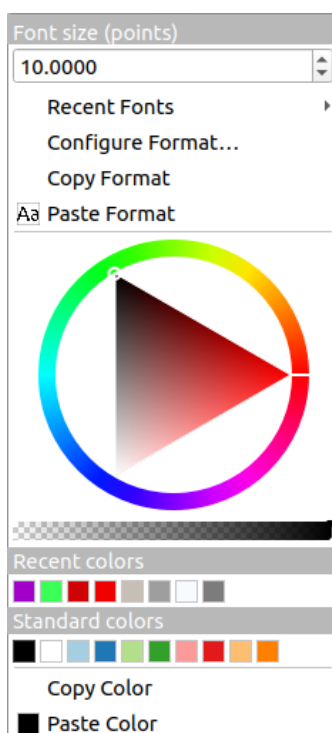 Font size (points)
10.0000
Recent Fonts
Configure Format…
Copy Format
Aa Paste Format
Recent colors
Standard colors
Copy Color
Paste Color